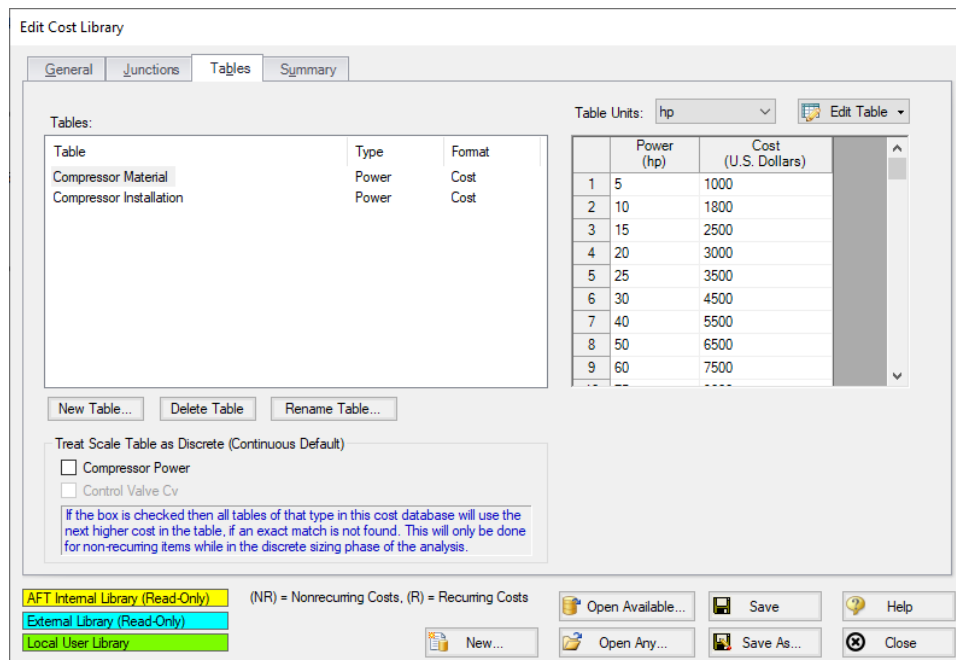 Edit Cost Library
General Junctions Tables Summary
Tables:
Table Type Format
Compressor Material Power Cost
Compressor Installation Power Cost
New Table... Delete Table Rename Table...
Treat Scale Table as Discrete (Continuous Default)
Compressor Power
Control Valve Cv
If the box is checked then all tables of that type in this cost database will use the
next higher cost in the table, if an exact match is not found. This will only be done
for non-recurring items while in the discrete sizing phase of the analysis.
Table Units: hp Edit Table
Power Cost
(hp) (U.S. Dollars)
1 5 1000
2 10 1800
3 15 2500
4 20 3000
5 25 3500
6 30 4500
7 40 5500
8 50 6500
9 60 7500
AFT Internal Library (Read-Only)
External Library (Read-Only)
Local User Library
(NR) = Nonrecurring Costs, (R) = Recurring Costs
Open Available... Save Help
New... Open Any... Save As... Close